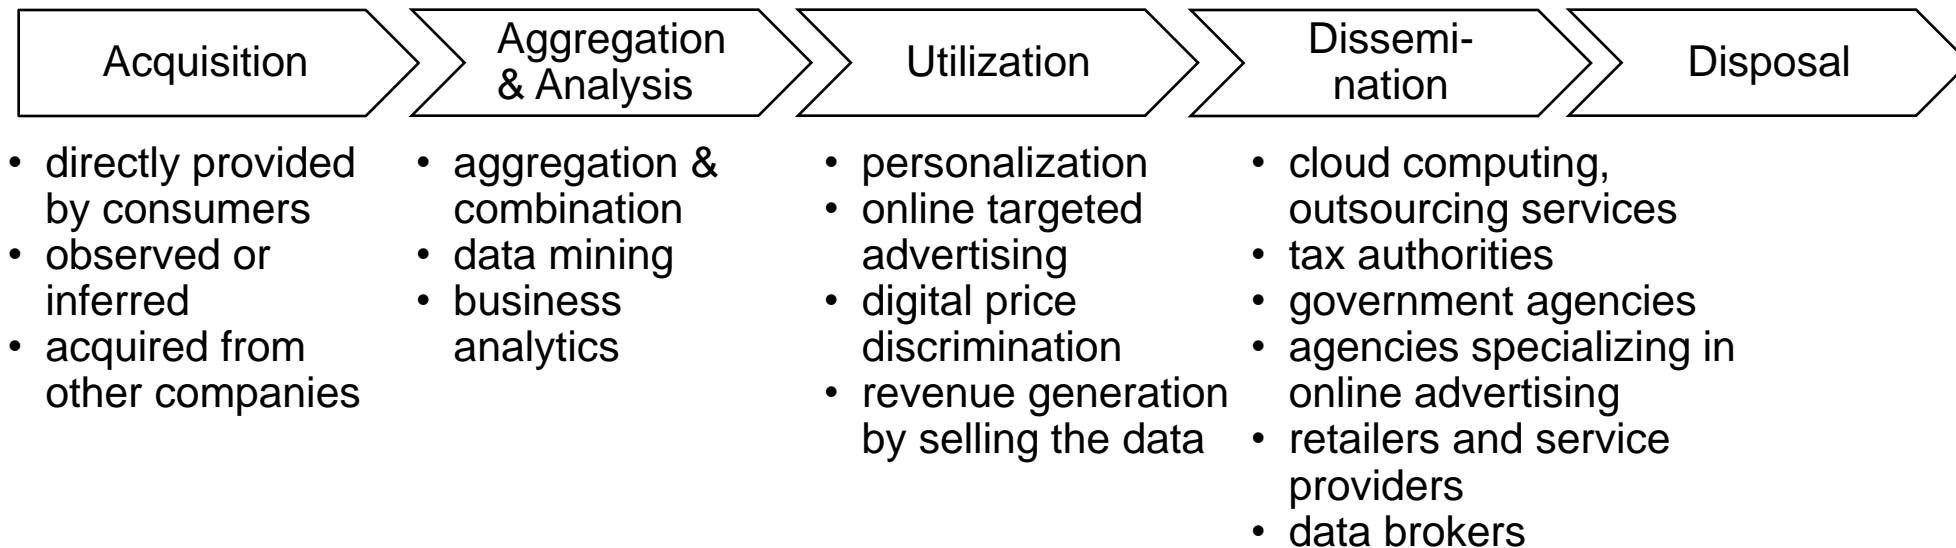 Acquisition
Aggregation
& Analysis
Utilization
Dissemi-
nation
Disposal
• directly provided
by consumers
• observed or
inferred
• acquired from
other companies
• aggregation &
combination
• data mining
• business
analytics
• personalization
• online targeted
advertising
• digital price
discrimination
• revenue generation
by selling the data
• cloud computing,
outsourcing services
• tax authorities
• government agencies
• agencies specializing in
online advertising
• retailers and service
providers
• data brokers